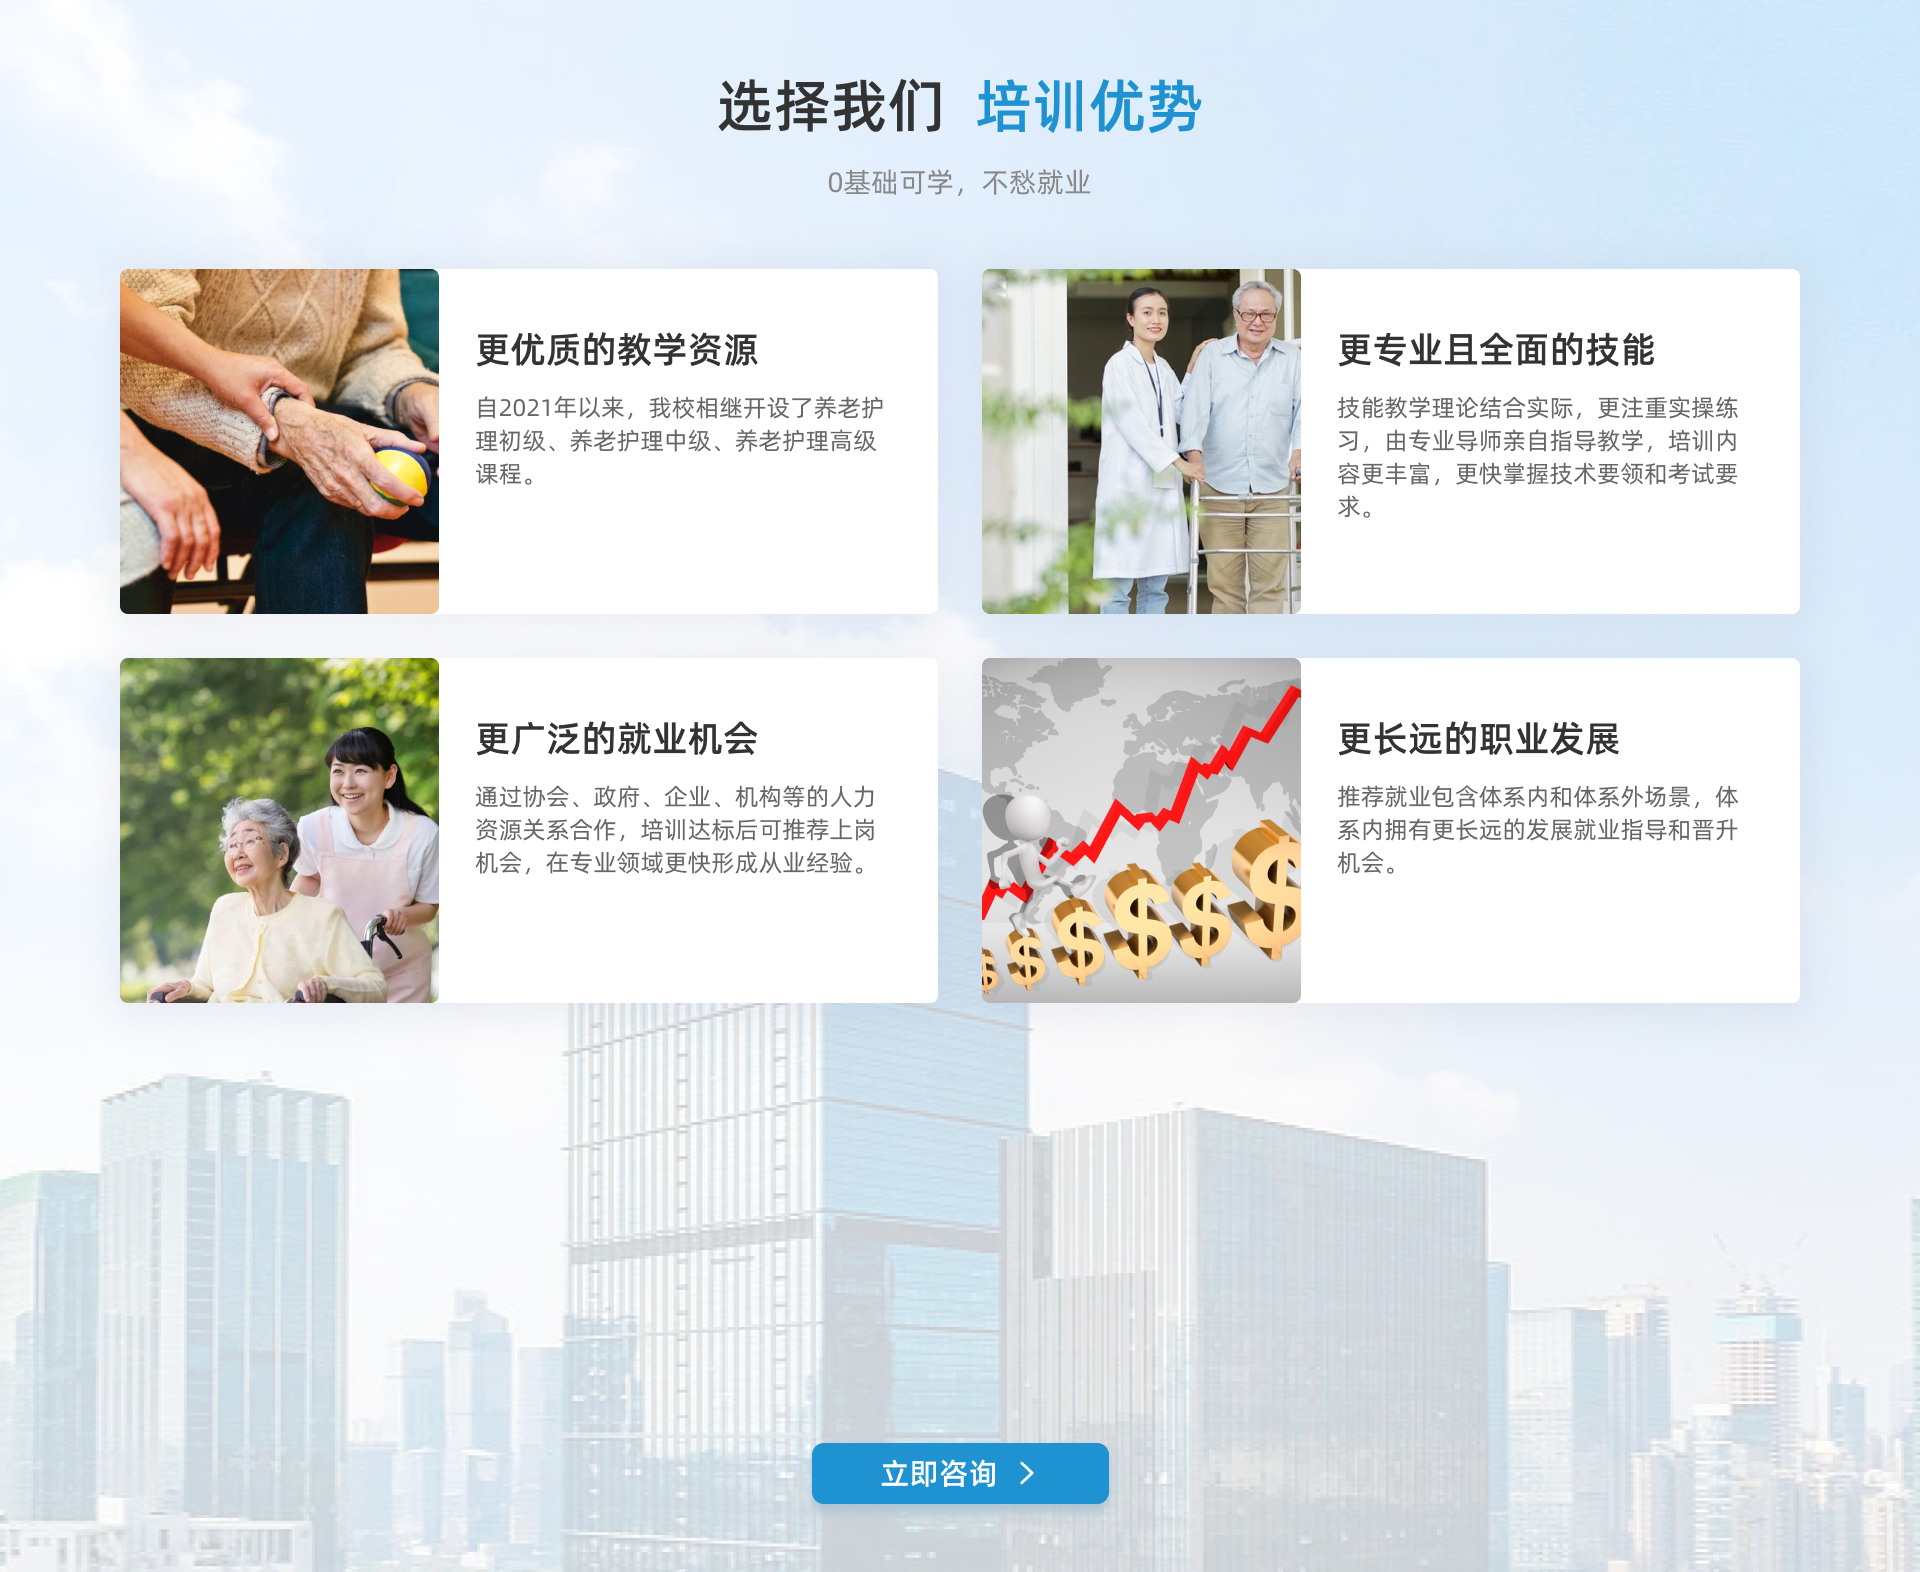 选择我们 培训优势
0基础可学，不愁就业
更优质的教学资源
自2021年以来，我校相继开设了养老护
理初级、养老护理中级、养老护理高级
课程。
更专业且全面的技能
技能教学理论结合实际，更注重实操练
习，由专业导师亲自指导教学，培训内
容更丰富，更快掌握技术要领和考试要
求。
更广泛的就业机会
通过协会、政府、企业、机构等的人力
资源关系合作，培训达标后可推荐上岗
机会，在专业领域更快形成从业经验。
更长远的职业发展
推荐就业包含体系内和体系外场景，体
系内拥有更长远的发展就业指导和晋升
机会。
立即咨询